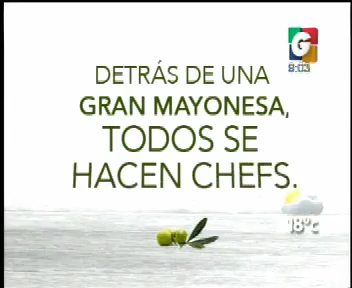 G
8:03
DETRÁS DE UNA
GRAN MAYONESA,
TODOS SE
HACEN CHEFS.
18°C